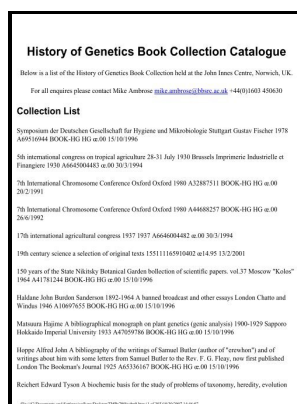 History of Genetics Book Collection Catalogue
Below is a list of the History of Genetics Book Collection held at the John Innes Centre, Norwich, UK.
For all enquires please contact Mike Ambrose mike.ambrose@bbsrc.ac.uk +44(0)1603 450630
Collection List
Symposium der Deutschen Gesellschaft fur Hygiene und Mikrobiologie Stuttgart Gustav Fischer 1978
A69516944 BOOK-HG HG œ.00 15/10/1996
5th international congress on tropical agriculture 28-31 July 1930 Brussels Imprimerie Industrielle et
Finangiere 1930 A6645004483 œ.00 30/3/1994
7th International Chromosome Conference Oxford Oxford 1980 A32887511 BOOK-HG HG œ.00
20/2/1991
7th International Chromosome Conference Oxford Oxford 1980 A44688257 BOOK-HG HG œ.00
26/6/1992
17th international agricultural congress 1937 1937 A6646004482 œ.00 30/3/1994
19th century science a selection of original texts 155111165910402 œ14.95 13/2/2001
150 years of the State Nikitsky Botanical Garden bollection of scientific papers. vol.37 Moscow "Kolos"
1964 A41781244 BOOK-HG HG œ.00 15/10/1996
Haldane John Burdon Sanderson 1892-1964 A banned broadcast and other essays London Chatto and
Windus 1946 A10697655 BOOK-HG HG œ.00 15/10/1996
Matsuura Hajime A bibliographical monograph on plant genetics (genic analysis) 1900-1929 Sapporo
Hokkaido Imperial University 1933 A47059786 BOOK-HG HG œ.00 15/10/1996
Hoppe Alfred John A bibliography of the writings of Samuel Butler (author of "erewhon") and of
writings about him with some letters from Samuel Butler to the Rev. F. G. Fleay, now first published
London The Bookman's Journal 1925 A65336167 BOOK-HG HG œ.00 15/10/1996
Reichert Edward Tyson A biochemic basis for the study of problems of taxonomy, heredity, evolution